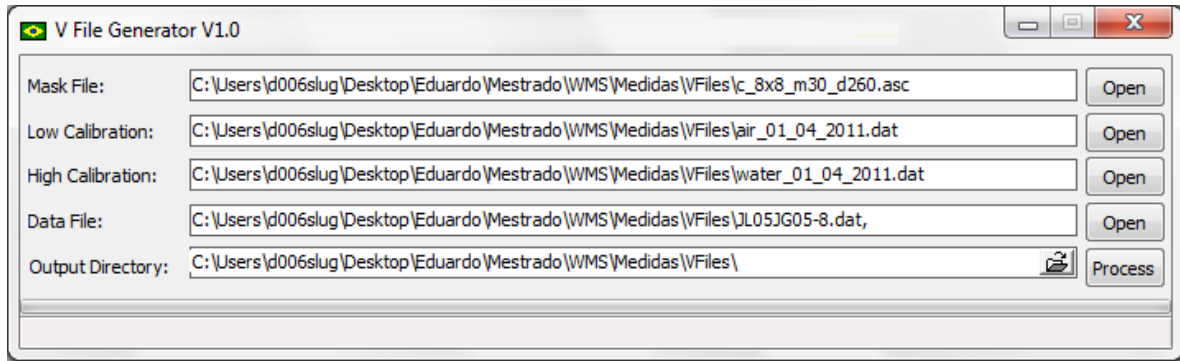 V File Generator V1.0
Mask File: C:\Users\d006slug\Desktop\Eduardo\Mestrado\WMS\Medidas\VFiles\c_8x8_m30_d260.asc Open
Low Calibration: C:\Users\d006slug\Desktop\Eduardo\Mestrado\WMS\Medidas\VFiles\air_01_04_2011.dat Open
High Calibration: C:\Users\d006slug\Desktop\Eduardo\Mestrado\WMS\Medidas\VFiles\water_01_04_2011.dat Open
Data File: C:\Users\d006slug\Desktop\Eduardo\Mestrado\WMS\Medidas\VFiles\JL05JG05-8.dat, Open
Output Directory: C:\Users\d006slug\Desktop\Eduardo\Mestrado\WMS\Medidas\VFiles\ Process